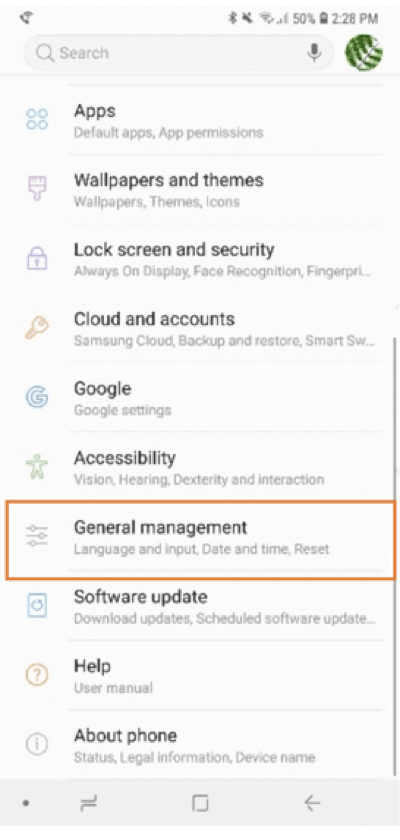 50% 2:28 PM
Search
Apps
Default apps, App permissions
Wallpapers and themes
Wallpapers, Themes, Icons
Lock screen and security
Always On Display, Face Recognition, Fingerpri...
Cloud and accounts
Samsung Cloud, Backup and restore, Smart Sw...
Google
Google settings
Accessibility
Vision, Hearing, Dexterity and interaction
General management
Language and input, Date and time, Reset
Software update
Download updates, Scheduled software update...
Help
User manual
About phone
Status, Legal information, Device name